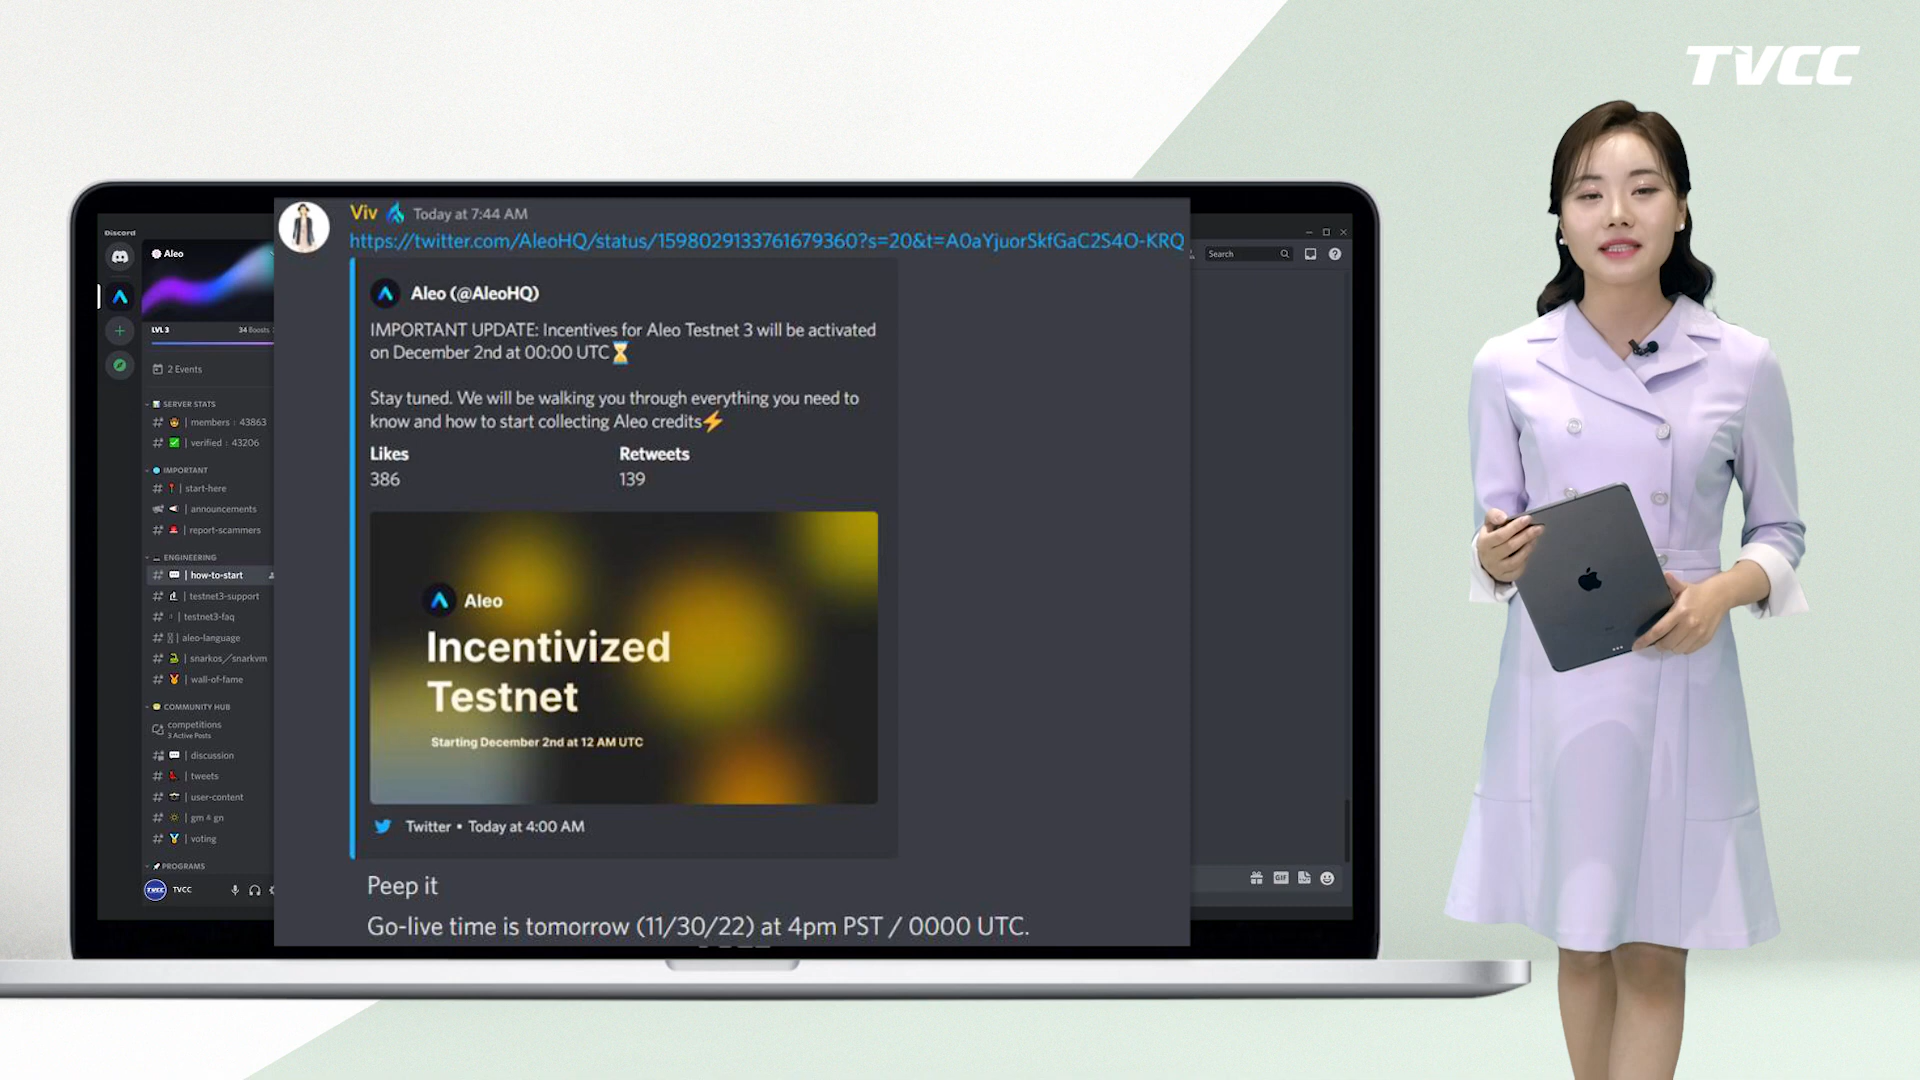 TVCC
Discord
Aleo
LVL 3
34 Boosts
2 Events
SERVER STATS
members : 43863
verified : 43206
IMPORTANT
start-here
announcements
report-scammers
ENGINEERING
how-to-start
testnet3-support
testnet3-faq
aleo-language
snarkos/snarkvm
wall-of-fame
COMMUNITY HUB
competitions
3 Active Posts
discussion
tweets
user-content
gm & gn
voting
PROGRAMS
TVCC
TVCC
Viv Today at 7:44 AM
https://twitter.com/AleoHQ/status/1598029133761679360?s=20&t=A0aYjuorSkfGaC2S4O-KRQ
Aleo (@AleoHQ)
IMPORTANT UPDATE: Incentives for Aleo Testnet 3 will be activated
on December 2nd at 00:00 UTC⌛
Stay tuned. We will be walking you through everything you need to
know and how to start collecting Aleo credits⚡
Likes Retweets
386 139
Aleo
Incentivized
Testnet
Starting December 2nd at 12 AM UTC
Twitter • Today at 4:00 AM
Peep it
Go-live time is tomorrow (11/30/22) at 4pm PST / 0000 UTC.
Search
GIF